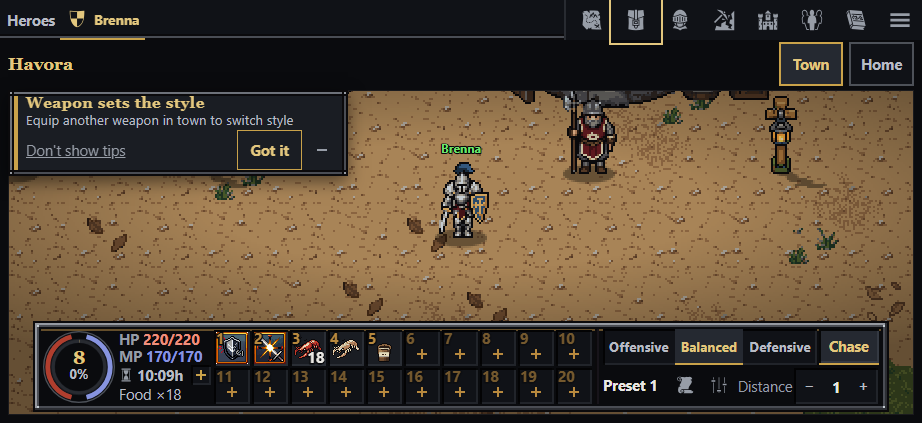 Heroes Brenna
Havora
Town Home
Weapon sets the style
Equip another weapon in town to switch style
Don't show tips Got it
Brenna
8
0%
HP 220/220
MP 170/170
10:09h +
Food ×18
1 2 3 4 5 6 7 8 9 10
18 + + + + +
11 12 13 14 15 16 17 18 19 20
+ + + + + + + + + +
Offensive Balanced Defensive Chase
Preset 1 Distance − 1 +